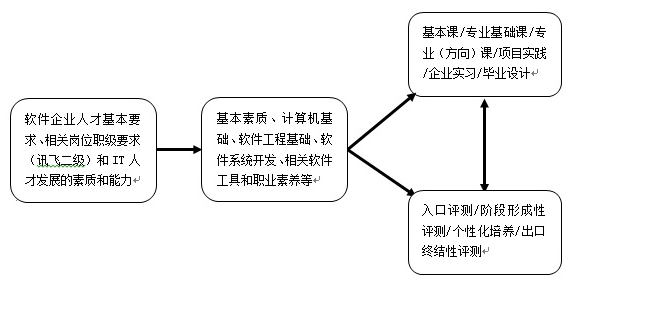 软件企业人才基本要
求、相关岗位职级要求
（讯飞二级）和 IT 人
才发展的素质和能力
基本素质、计算机基
础、软件工程基础、软
件系统开发、相关软件
工具和职业素养等
基本课/专业基础课/专
业（方向）课/项目实践
/企业实习/毕业设计
入口评测/阶段形成性
评测/个性化培养/出口
终结性评测